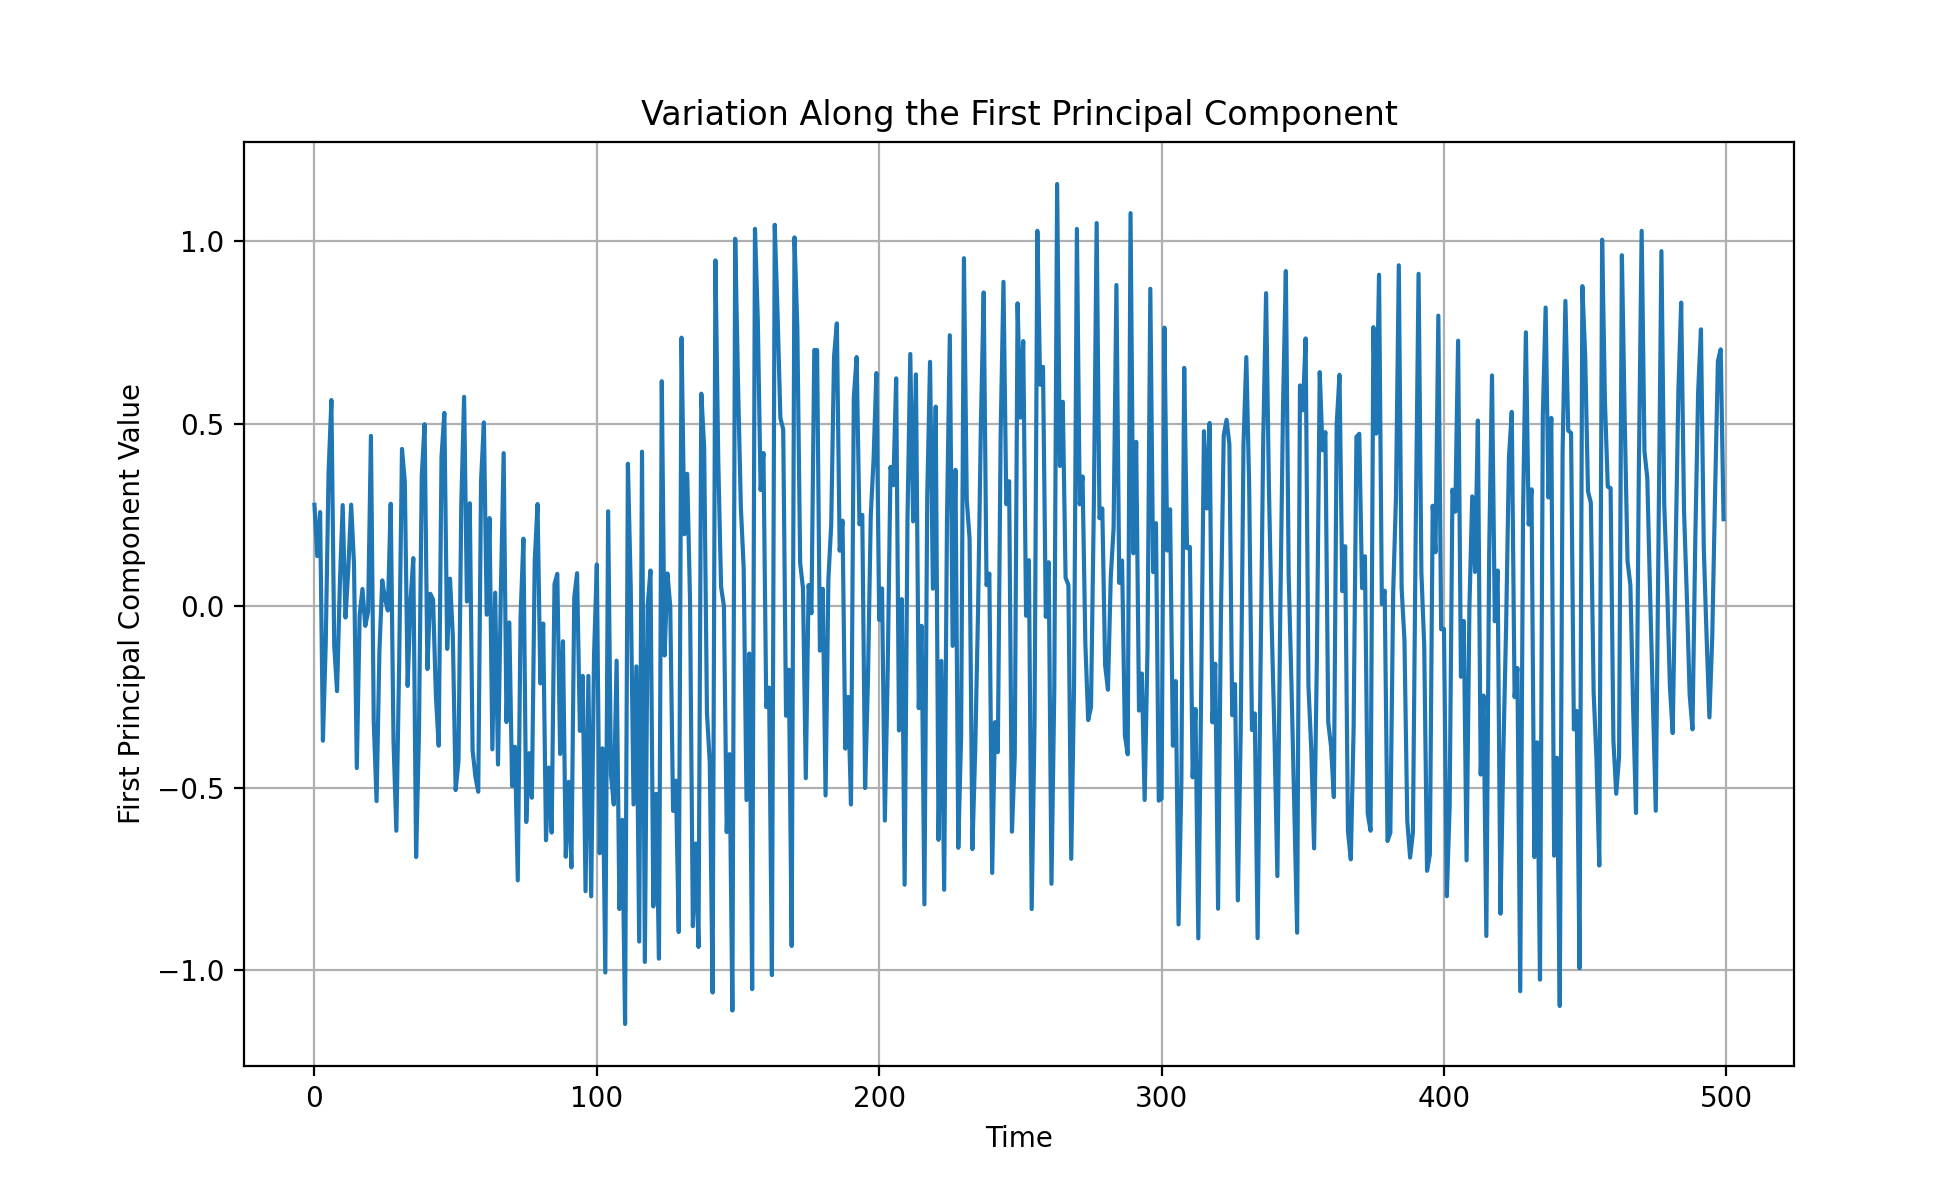 Variation Along the First Principal Component
First Principal Component Value
1.0
0.5
0.0
−0.5
−1.0
0 100 200 300 400 500
Time